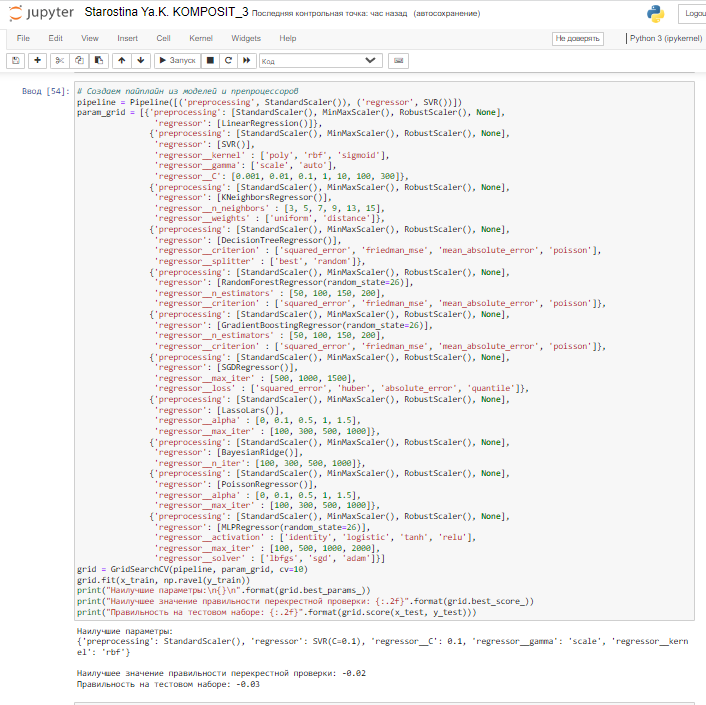 jupyter Starostina Ya.K. KOMPOSIT_3 Последняя контрольная точка: час назад (автосохранение)
Logou
File Edit View Insert Cell Kernel Widgets Help
Не доверять
Python 3 (ipykernel)
Запуск
Код
Ввод [54]:
# Создаем пайплайн из моделей и препроцессоров
pipeline = Pipeline([('preprocessing', StandardScaler()), ('regressor', SVR())])
param_grid = [{'preprocessing': [StandardScaler(), MinMaxScaler(), RobustScaler(), None],
'regressor': [LinearRegression()]},
{'preprocessing': [StandardScaler(), MinMaxScaler(), RobustScaler(), None],
'regressor': [SVR()],
'regressor__kernel' : ['poly', 'rbf', 'sigmoid'],
'regressor__gamma': ['scale', 'auto'],
'regressor__C': [0.001, 0.01, 0.1, 1, 10, 100, 300]},
{'preprocessing': [StandardScaler(), MinMaxScaler(), RobustScaler(), None],
'regressor': [KNeighborsRegressor()],
'regressor__n_neighbors' : [3, 5, 7, 9, 13, 15],
'regressor__weights' : ['uniform', 'distance']},
{'preprocessing': [StandardScaler(), MinMaxScaler(), RobustScaler(), None],
'regressor': [DecisionTreeRegressor()],
'regressor__criterion' : ['squared_error', 'friedman_mse', 'mean_absolute_error', 'poisson'],
'regressor__splitter' : ['best', 'random']},
{'preprocessing': [StandardScaler(), MinMaxScaler(), RobustScaler(), None],
'regressor': [RandomForestRegressor(random_state=26)],
'regressor__n_estimators' : [50, 100, 150, 200],
'regressor__criterion' : ['squared_error', 'friedman_mse', 'mean_absolute_error', 'poisson']},
{'preprocessing': [StandardScaler(), MinMaxScaler(), RobustScaler(), None],
'regressor': [GradientBoostingRegressor(random_state=26)],
'regressor__n_estimators' : [50, 100, 150, 200],
'regressor__criterion' : ['squared_error', 'friedman_mse', 'mean_absolute_error', 'poisson']},
{'preprocessing': [StandardScaler(), MinMaxScaler(), RobustScaler(), None],
'regressor': [SGDRegressor()],
'regressor__max_iter' : [500, 1000, 1500],
'regressor__loss' : ['squared_error', 'huber', 'absolute_error', 'quantile']},
{'preprocessing': [StandardScaler(), MinMaxScaler(), RobustScaler(), None],
'regressor': [LassoLars()],
'regressor__alpha' : [0, 0.1, 0.5, 1, 1.5],
'regressor__max_iter' : [100, 300, 500, 1000]},
{'preprocessing': [StandardScaler(), MinMaxScaler(), RobustScaler(), None],
'regressor': [BayesianRidge()],
'regressor__n_iter': [100, 300, 500, 1000]},
{'preprocessing': [StandardScaler(), MinMaxScaler(), RobustScaler(), None],
'regressor': [PoissonRegressor()],
'regressor__alpha' : [0, 0.1, 0.5, 1, 1.5],
'regressor__max_iter' : [100, 300, 500, 1000]},
{'preprocessing': [StandardScaler(), MinMaxScaler(), RobustScaler(), None],
'regressor': [MLPRegressor(random_state=26)],
'regressor__activation' : ['identity', 'logistic', 'tanh', 'relu'],
'regressor__max_iter' : [100, 500, 1000, 2000],
'regressor__solver' : ['lbfgs', 'sgd', 'adam']}]
grid = GridSearchCV(pipeline, param_grid, cv=10)
grid.fit(x_train, np.ravel(y_train))
print("Наилучшие параметры:\n{}\n".format(grid.best_params_))
print("Наилучшее значение правильности перекрестной проверки: {:.2f}".format(grid.best_score_))
print("Правильность на тестовом наборе: {:.2f}".format(grid.score(x_test, y_test)))
Наилучшие параметры:
{'preprocessing': StandardScaler(), 'regressor': SVR(C=0.1), 'regressor__C': 0.1, 'regressor__gamma': 'scale', 'regressor__kern
el': 'rbf'}
Наилучшее значение правильности перекрестной проверки: -0.02
Правильность на тестовом наборе: -0.03